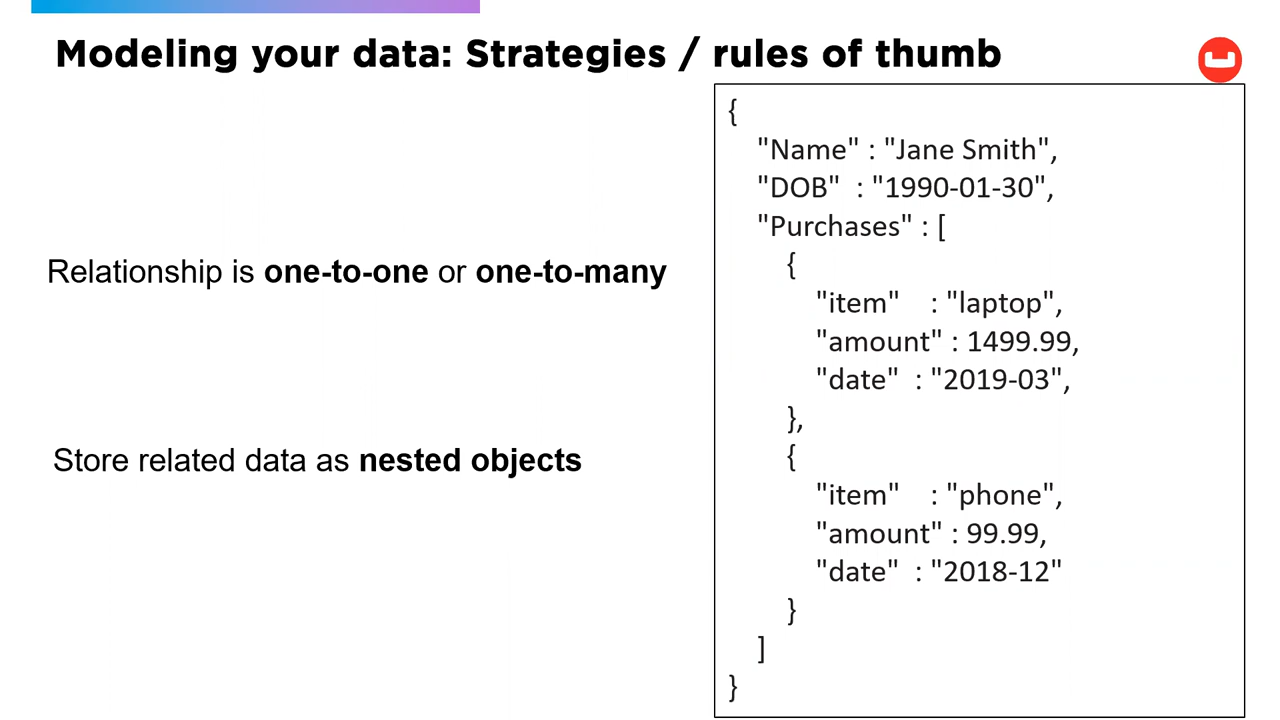 Modeling your data: Strategies / rules of thumb
Relationship is one-to-one or one-to-many
Store related data as nested objects
{
"Name" : "Jane Smith",
"DOB"  : "1990-01-30",
"Purchases" : [
{
"item"    : "laptop",
"amount" : 1499.99,
"date"  : "2019-03",
},
{
"item"    : "phone",
"amount" : 99.99,
"date"  : "2018-12"
}
]
}